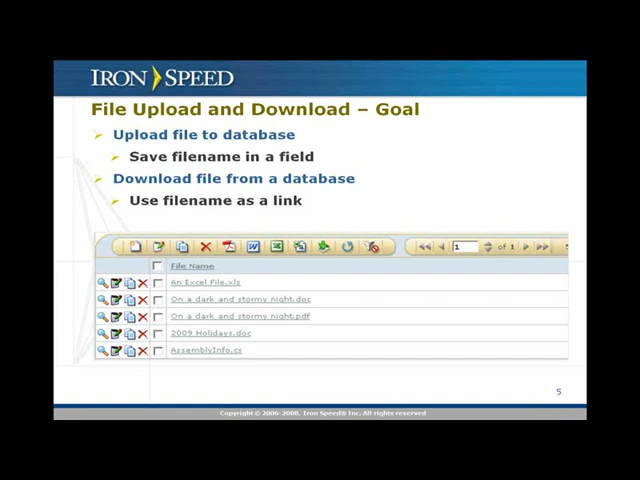 IRON SPEED
File Upload and Download – Goal
Upload file to database
Save filename in a field
Download file from a database
Use filename as a link
1 of 1
File Name
An Excel File.xls
On a dark and stormy night.doc
On a dark and stormy night.pdf
2009 Holidays.doc
AssemblyInfo.cs
5
Copyright © 2006-2008. Iron Speed® Inc. All rights reserved